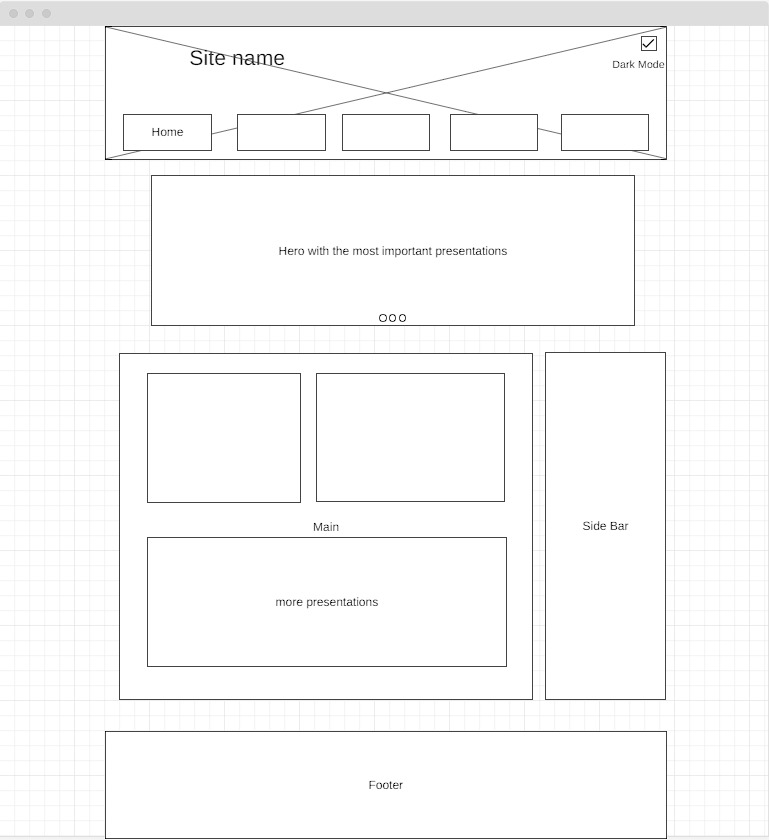 Site name
Dark Mode
Home
Hero with the most important presentations
Main
Side Bar
more presentations
Footer